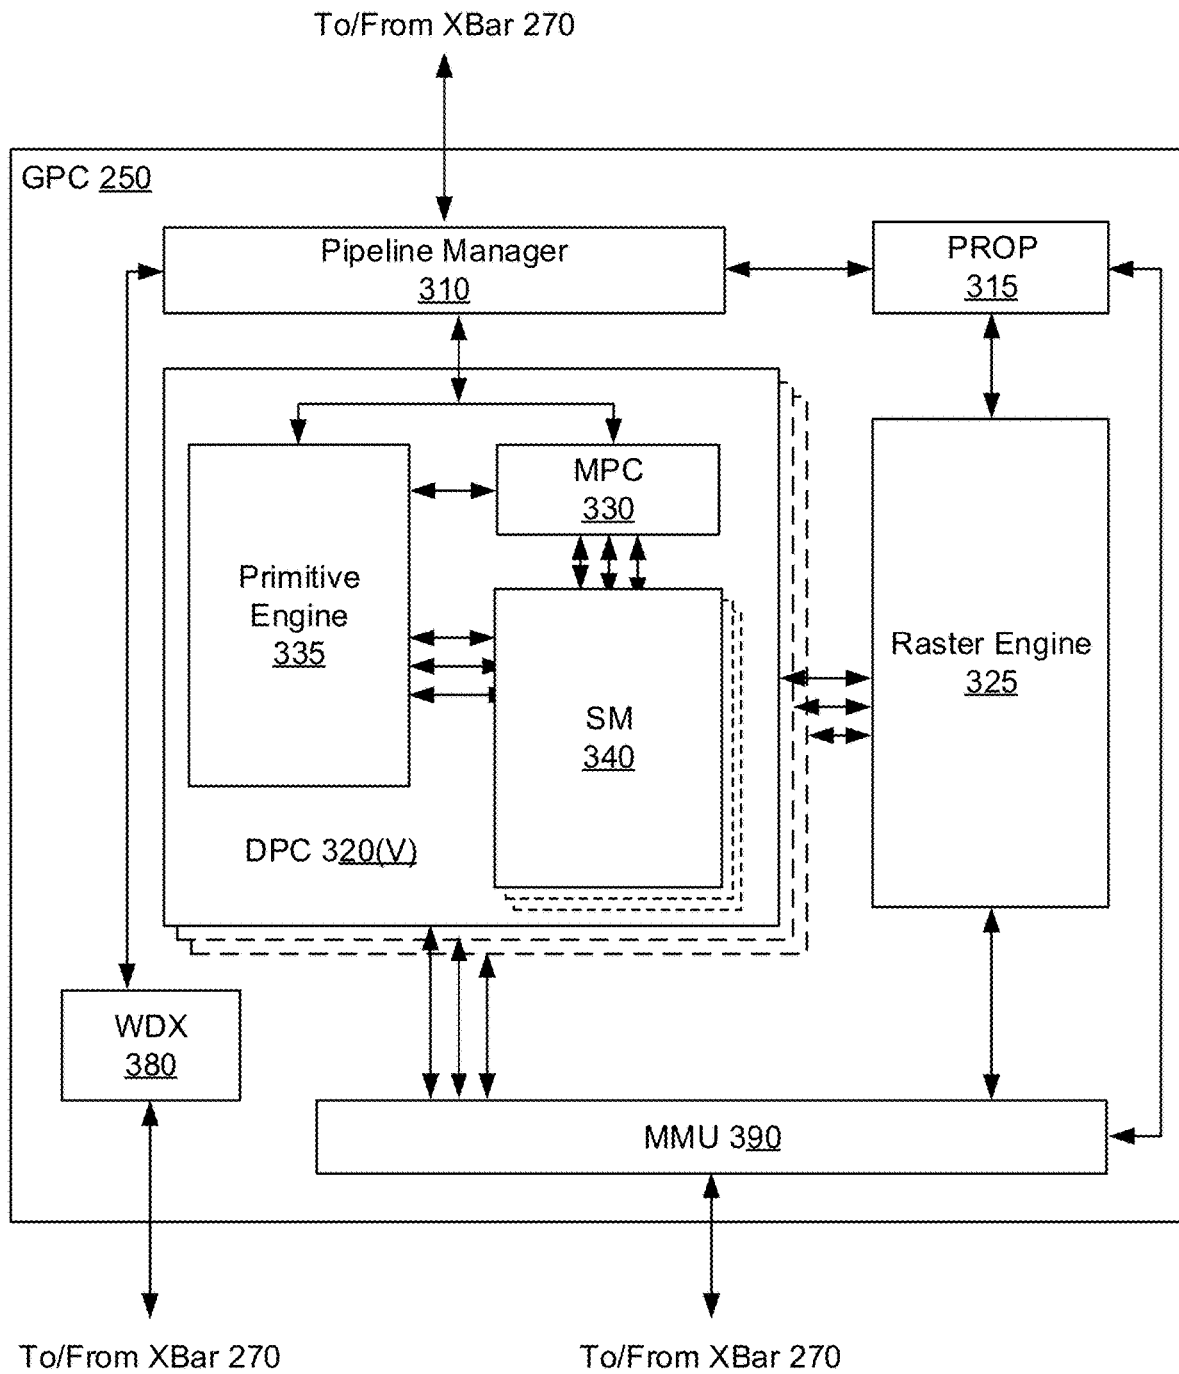 To/From XBar 270
GPC 250
Pipeline Manager
310
PROP
315
MPC
330
Primitive
Engine
335
Raster Engine
325
SM
340
DPC 320(V)
WDX
380
MMU 390
To/From XBar 270
To/From XBar 270